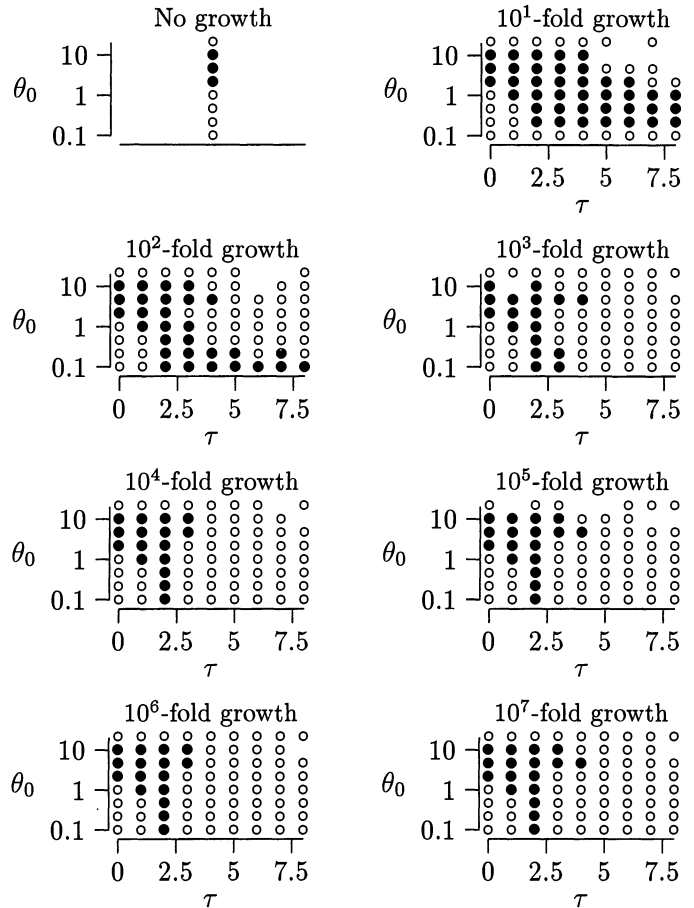 No growth
10
θ₀ 1
0.1
10¹-fold growth
10
θ₀ 1
0.1
0 2.5 5 7.5
τ
10²-fold growth
10
θ₀ 1
0.1
0 2.5 5 7.5
τ
10³-fold growth
10
θ₀ 1
0.1
0 2.5 5 7.5
τ
10⁴-fold growth
10
θ₀ 1
0.1
0 2.5 5 7.5
τ
10⁵-fold growth
10
θ₀ 1
0.1
0 2.5 5 7.5
τ
10⁶-fold growth
10
θ₀ 1
0.1
0 2.5 5 7.5
τ
10⁷-fold growth
10
θ₀ 1
0.1
0 2.5 5 7.5
τ